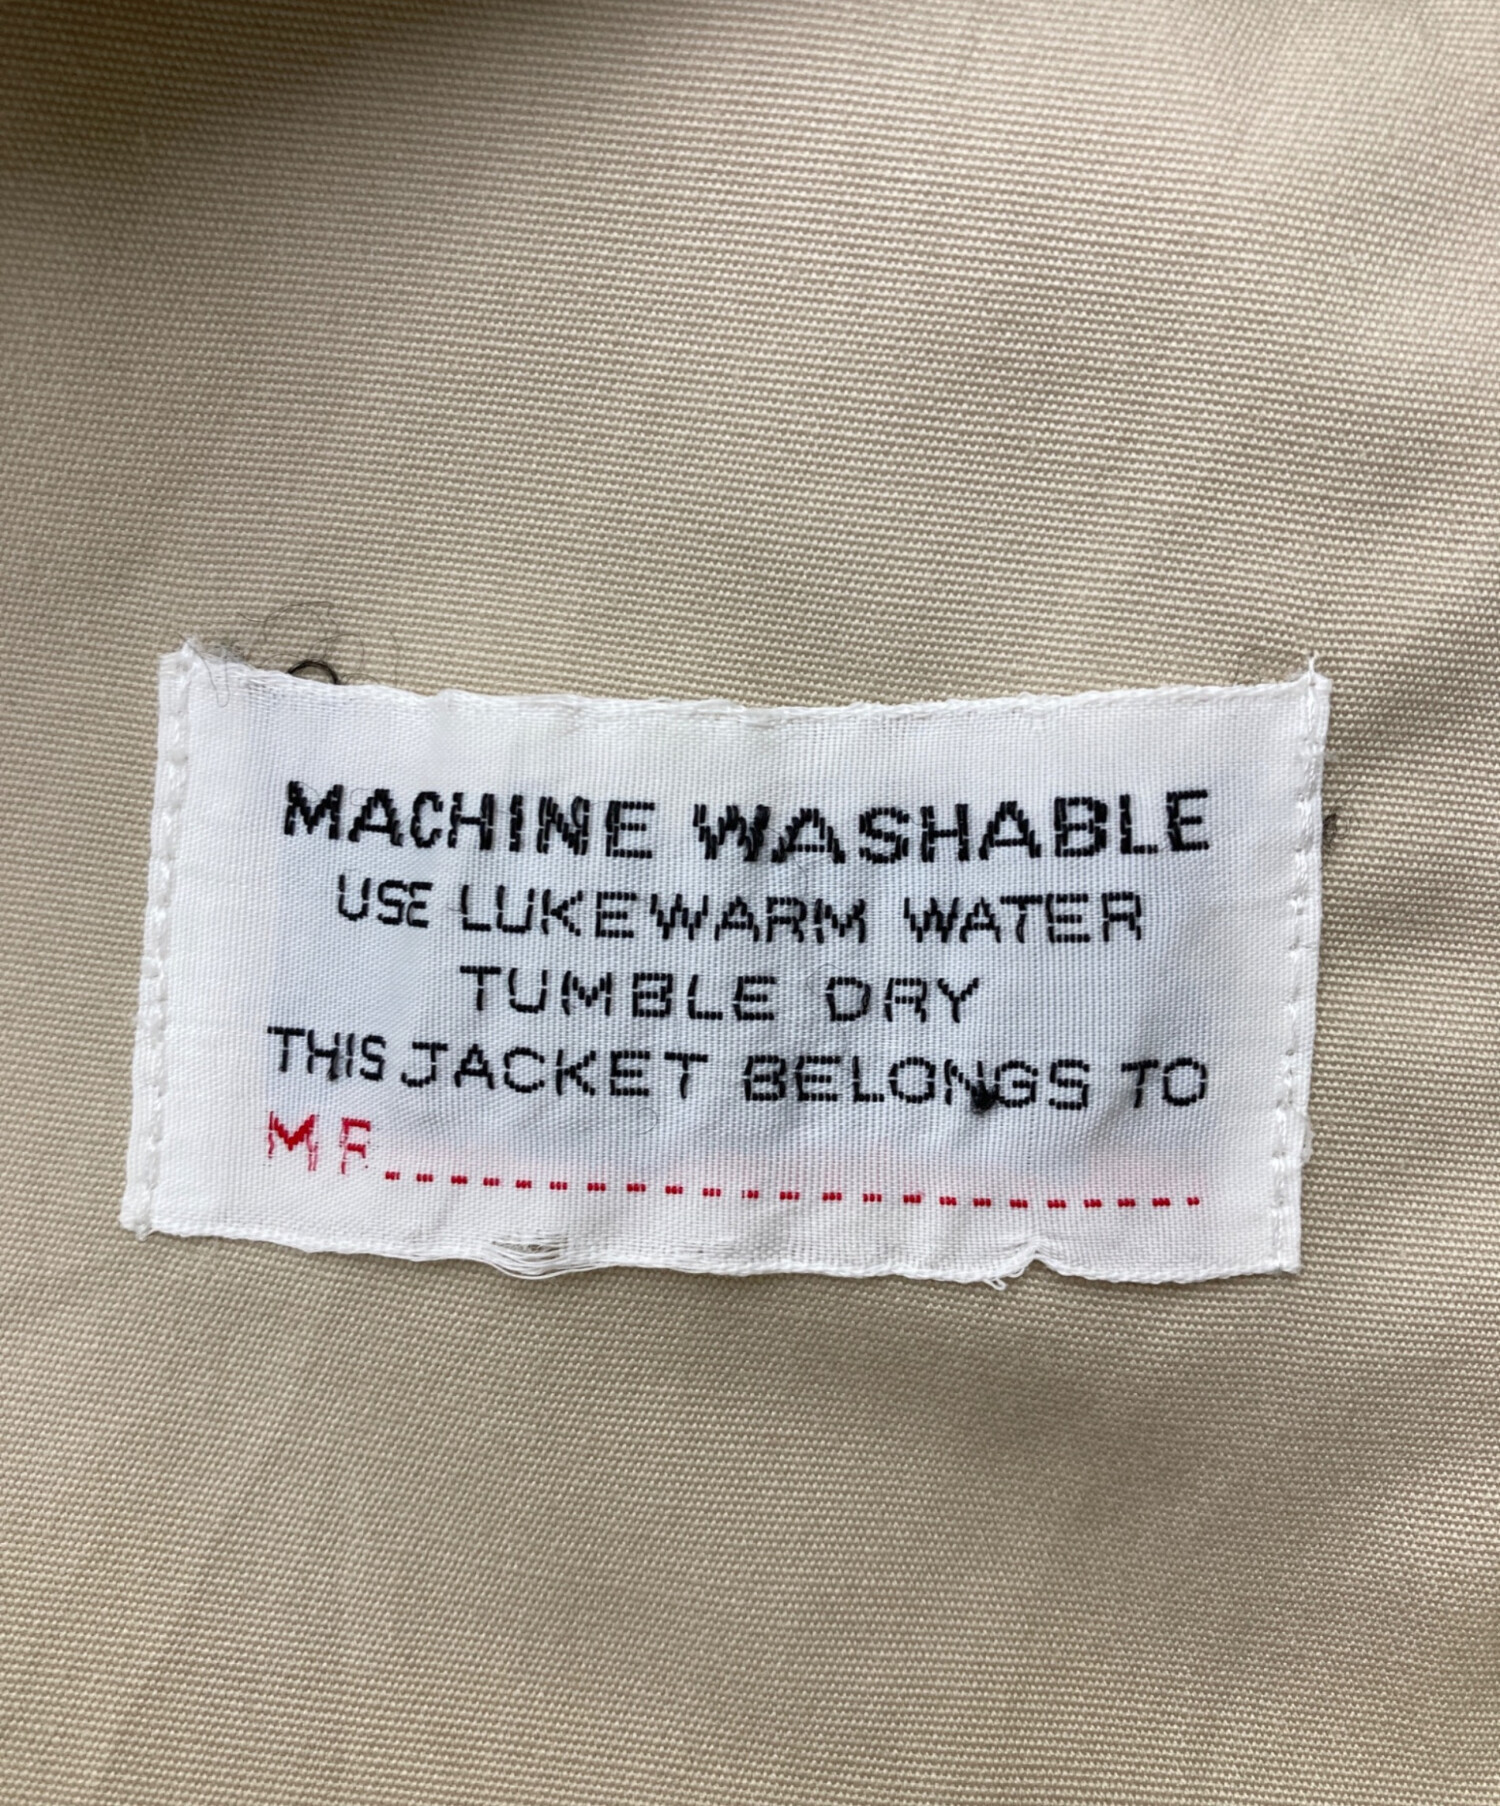 MACHINE WASHABLE
USE LUKEWARM WATER
TUMBLE DRY
THIS JACKET BELONGS TO
MR